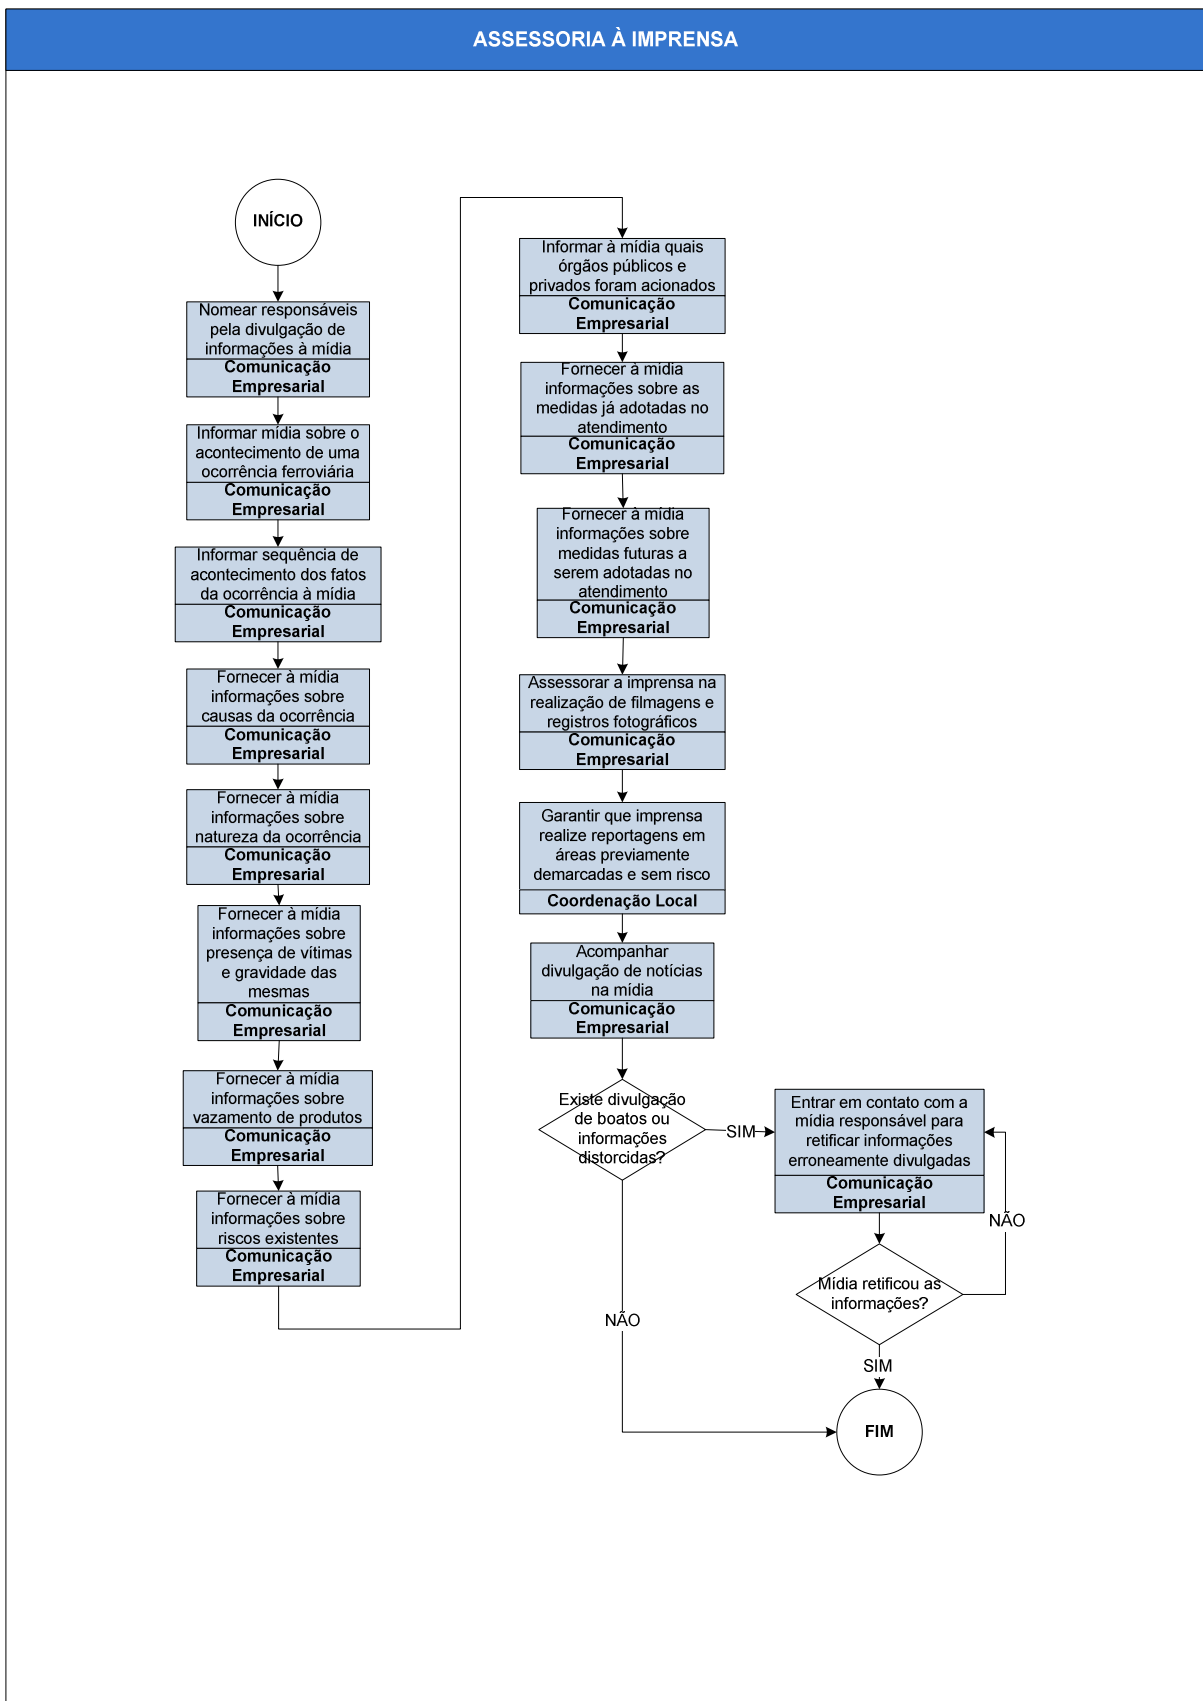 ASSESSORIA À IMPRENSA
INÍCIO
Nomear responsáveis
pela divulgação de
informações à mídia
Comunicação
Empresarial
Informar mídia sobre o
acontecimento de uma
ocorrência ferroviária
Comunicação
Empresarial
Informar sequência de
acontecimento dos fatos
da ocorrência à mídia
Comunicação
Empresarial
Fornecer à mídia
informações sobre
causas da ocorrência
Comunicação
Empresarial
Fornecer à mídia
informações sobre
natureza da ocorrência
Comunicação
Empresarial
Fornecer à mídia
informações sobre
presença de vítimas
e gravidade das
mesmas
Comunicação
Empresarial
Fornecer à mídia
informações sobre
vazamento de produtos
Comunicação
Empresarial
Fornecer à mídia
informações sobre
riscos existentes
Comunicação
Empresarial
Informar à mídia quais
órgãos públicos e
privados foram acionados
Comunicação
Empresarial
Fornecer à mídia
informações sobre as
medidas já adotadas no
atendimento
Comunicação
Empresarial
Fornecer à mídia
informações sobre
medidas futuras a
serem adotadas no
atendimento
Comunicação
Empresarial
Assessorar a imprensa na
realização de filmagens e
registros fotográficos
Comunicação
Empresarial
Garantir que imprensa
realize reportagens em
áreas previamente
demarcadas e sem risco
Coordenação Local
Acompanhar
divulgação de notícias
na mídia
Comunicação
Empresarial
Existe divulgação
de boatos ou
informações
distorcidas?
SIM
NÃO
Entrar em contato com a
mídia responsável para
retificar informações
erroneamente divulgadas
Comunicação
Empresarial
NÃO
Mídia retificou as
informações?
SIM
FIM